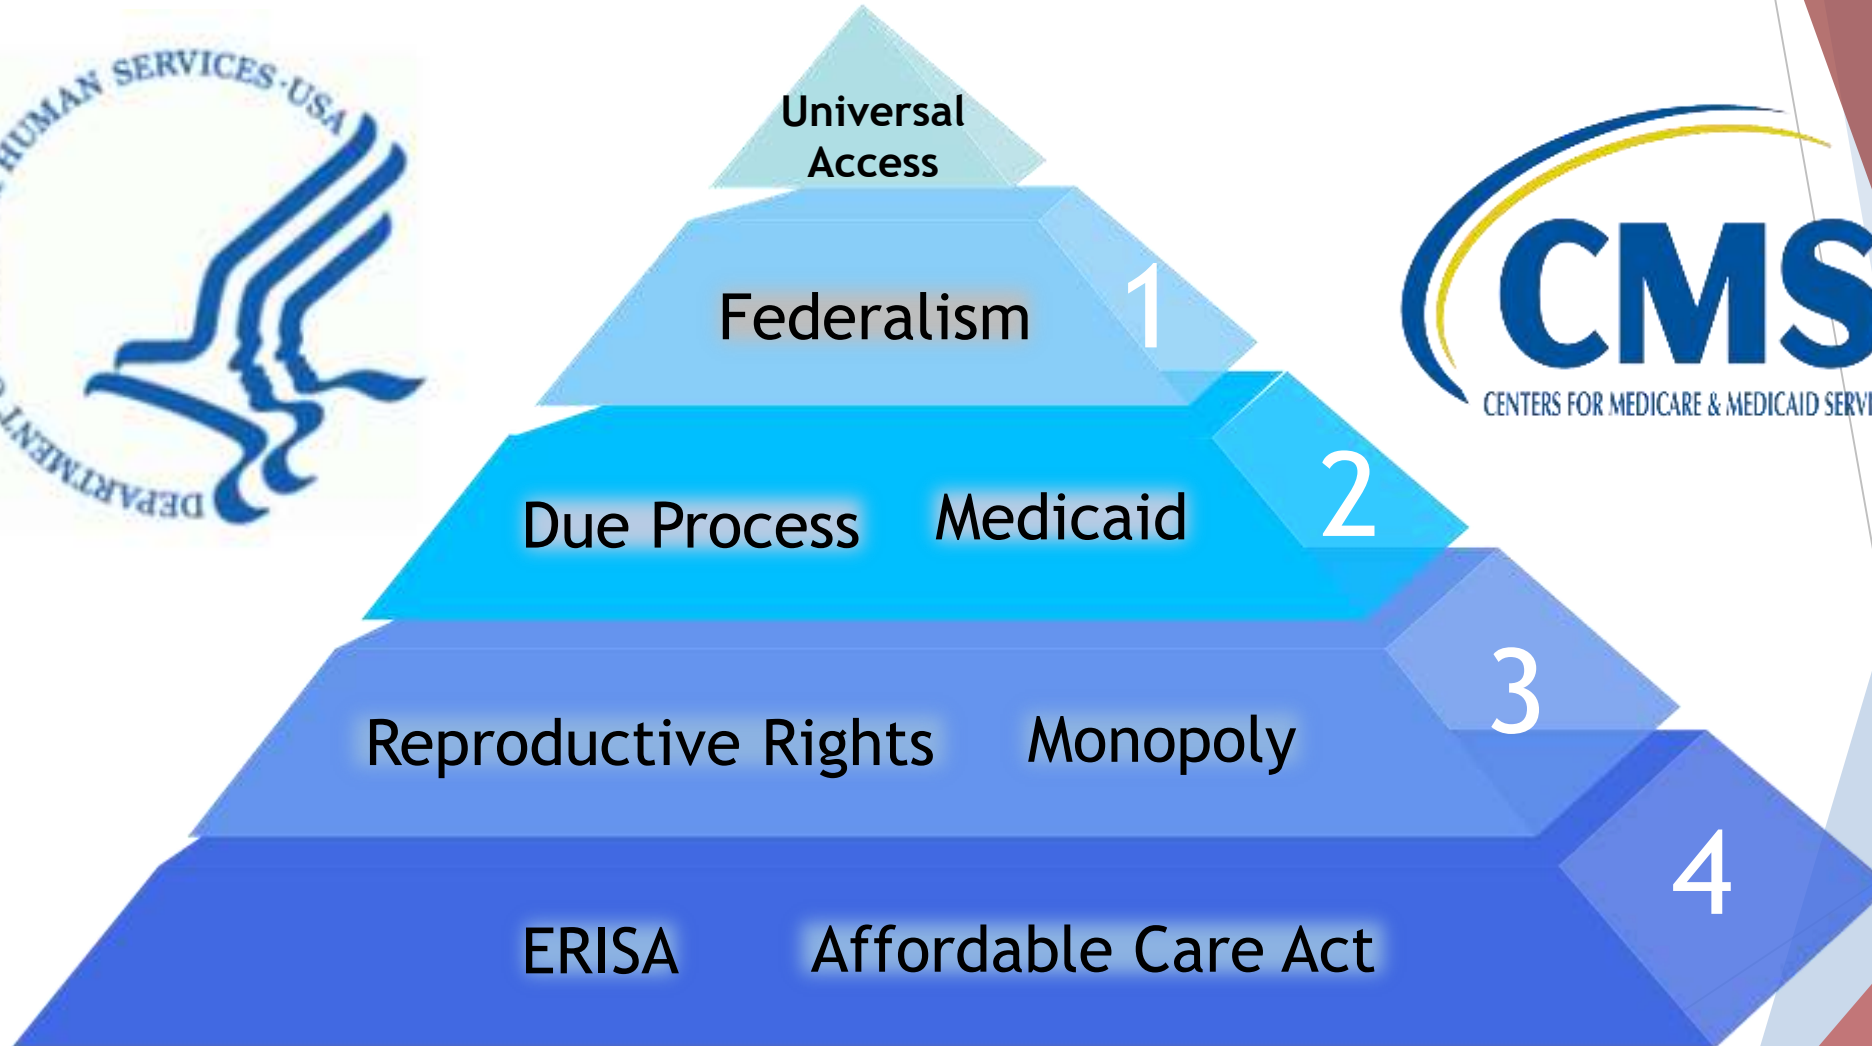 HUMAN SERVICES·USA
DEPARTMENT O
Universal
Access
Federalism
1
CMS
CENTERS FOR MEDICARE & MEDICAID SERVI
Due Process Medicaid
2
Reproductive Rights Monopoly
3
ERISA Affordable Care Act
4